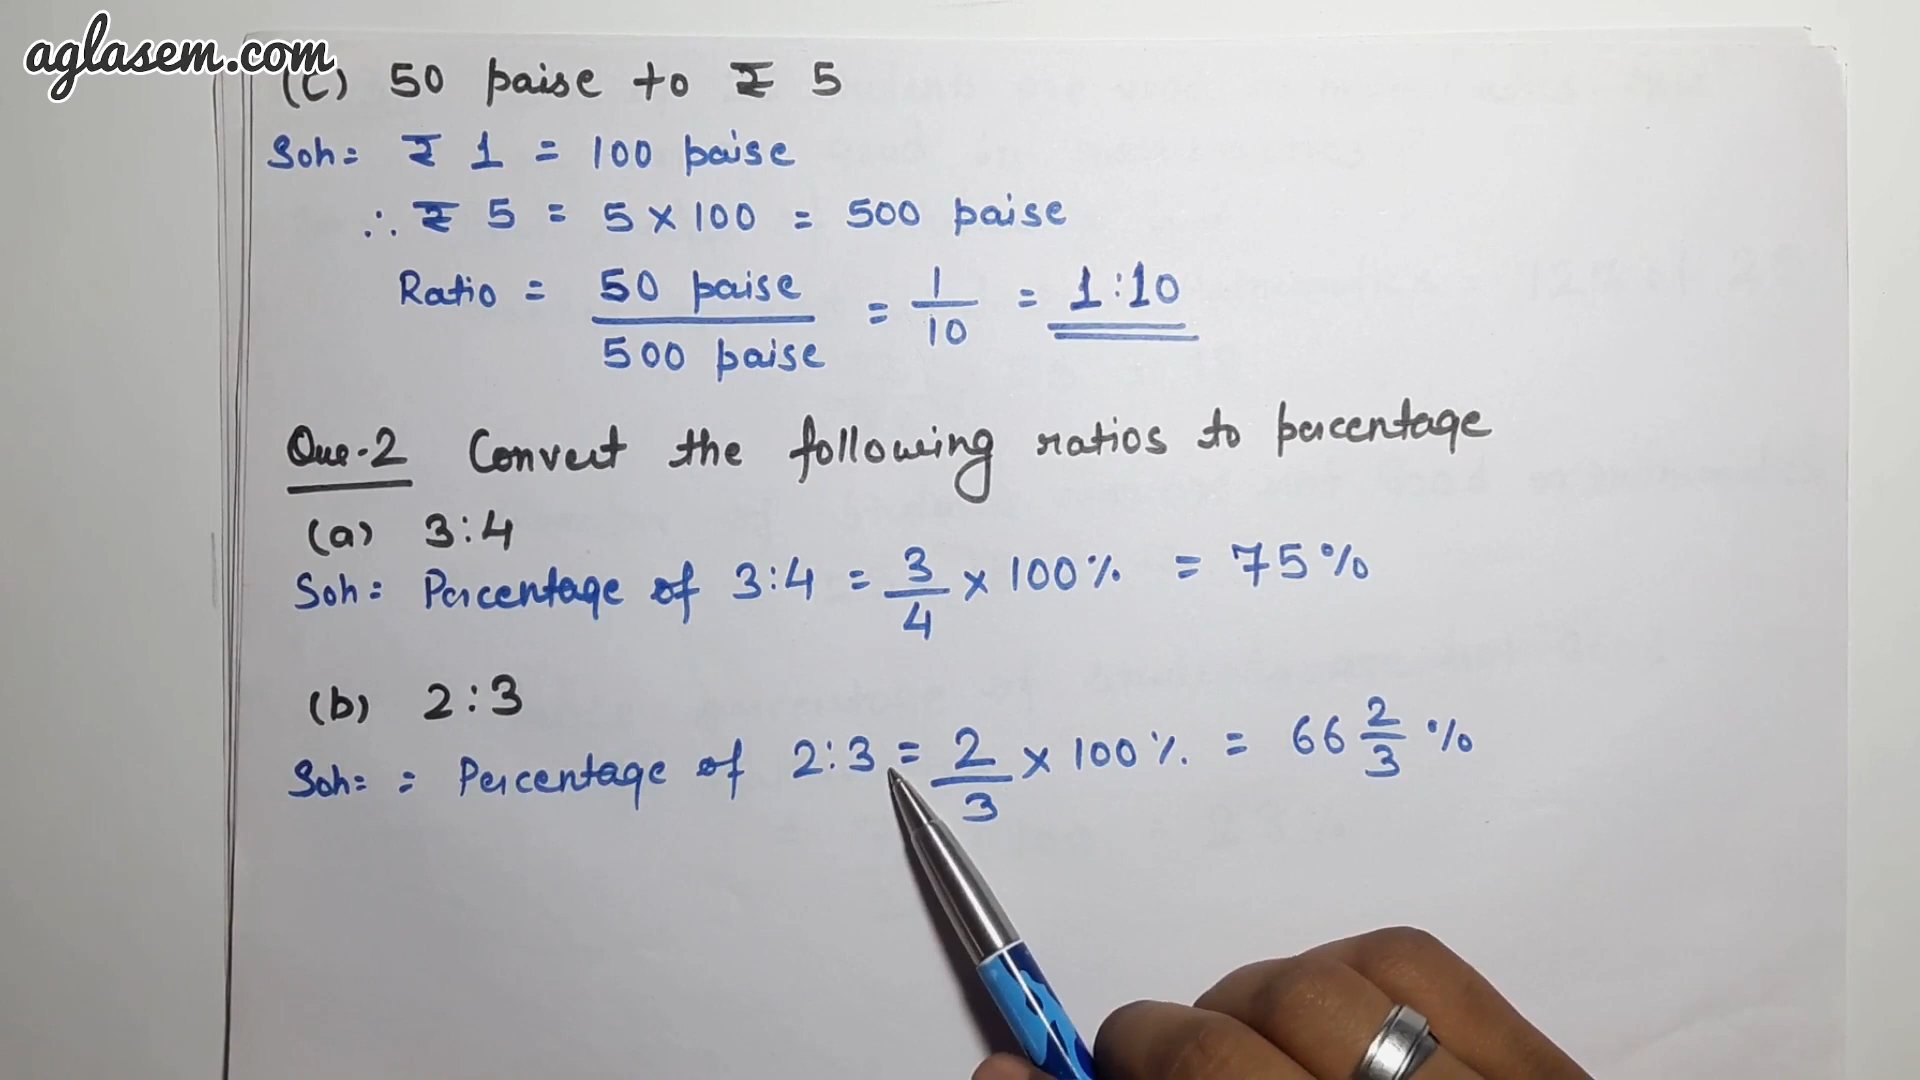 aglasem.com
(C) 50 paise to ₹ 5
Soln= ₹ 1 = 100 paise
∴ ₹ 5 = 5 × 100 = 500 paise
Ratio = 50 paise / 500 paise = 1/10 = 1:10
Que.2 Convert the following ratios to percentage
(a) 3:4
Soln= Percentage of 3:4 = 3/4 × 100% = 75%
(b) 2:3
Soln= = Percentage of 2:3 = 2/3 × 100% = 66 2/3 %